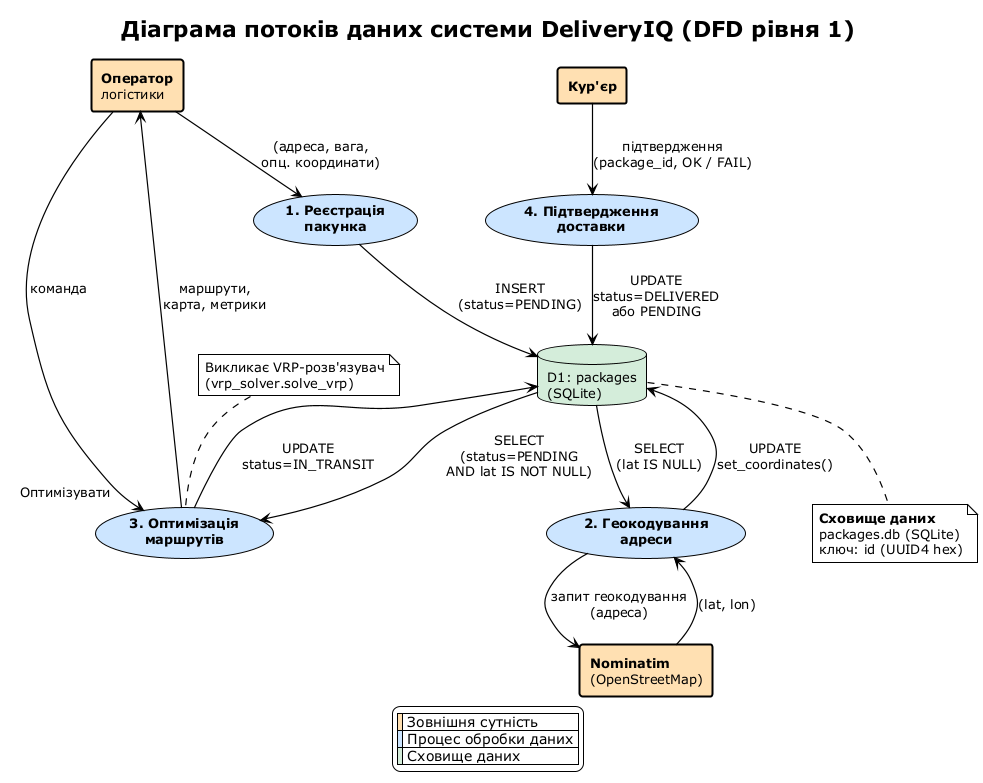 Діаграма потоків даних системи DeliveryIQ (DFD рівня 1)
Оператор
логістики
Кур'єр
(адреса, вага,
опц. координати)
підтвердження
(package_id, OK / FAIL)
1. Реєстрація
пакунка
4. Підтвердження
доставки
команда
маршрути,
карта, метрики
INSERT
(status=PENDING)
UPDATE
status=DELIVERED
або PENDING
Викликає VRP-розв'язувач
(vrp_solver.solve_vrp)
D1: packages
(SQLite)
UPDATE
status=IN_TRANSIT
SELECT
(status=PENDING
AND lat IS NOT NULL)
SELECT
(lat IS NULL)
UPDATE
set_coordinates()
Оптимізувати
3. Оптимізація
маршрутів
2. Геокодування
адреси
Сховище даних
packages.db (SQLite)
ключ: id (UUID4 hex)
запит геокодування
(адреса)
(lat, lon)
Nominatim
(OpenStreetMap)
Зовнішня сутність
Процес обробки даних
Сховище даних